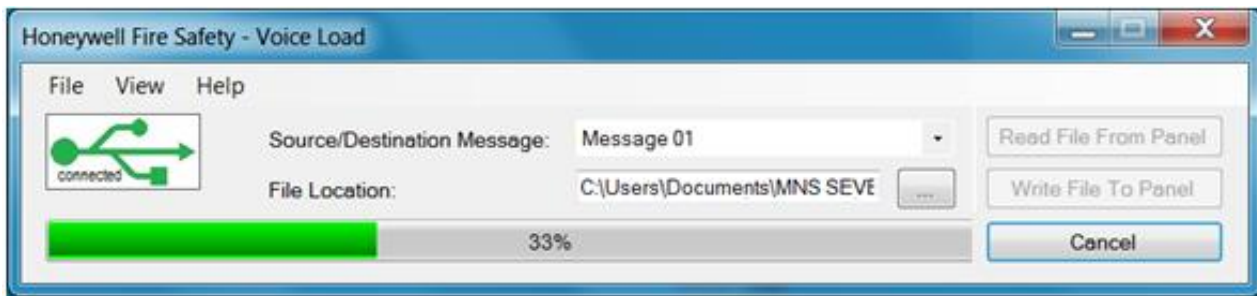 Honeywell Fire Safety - Voice Load
File View Help
connected
Source/Destination Message: Message 01 Read File From Panel
File Location: C:\Users\Documents\MNS SEVE ... Write File To Panel
33% Cancel